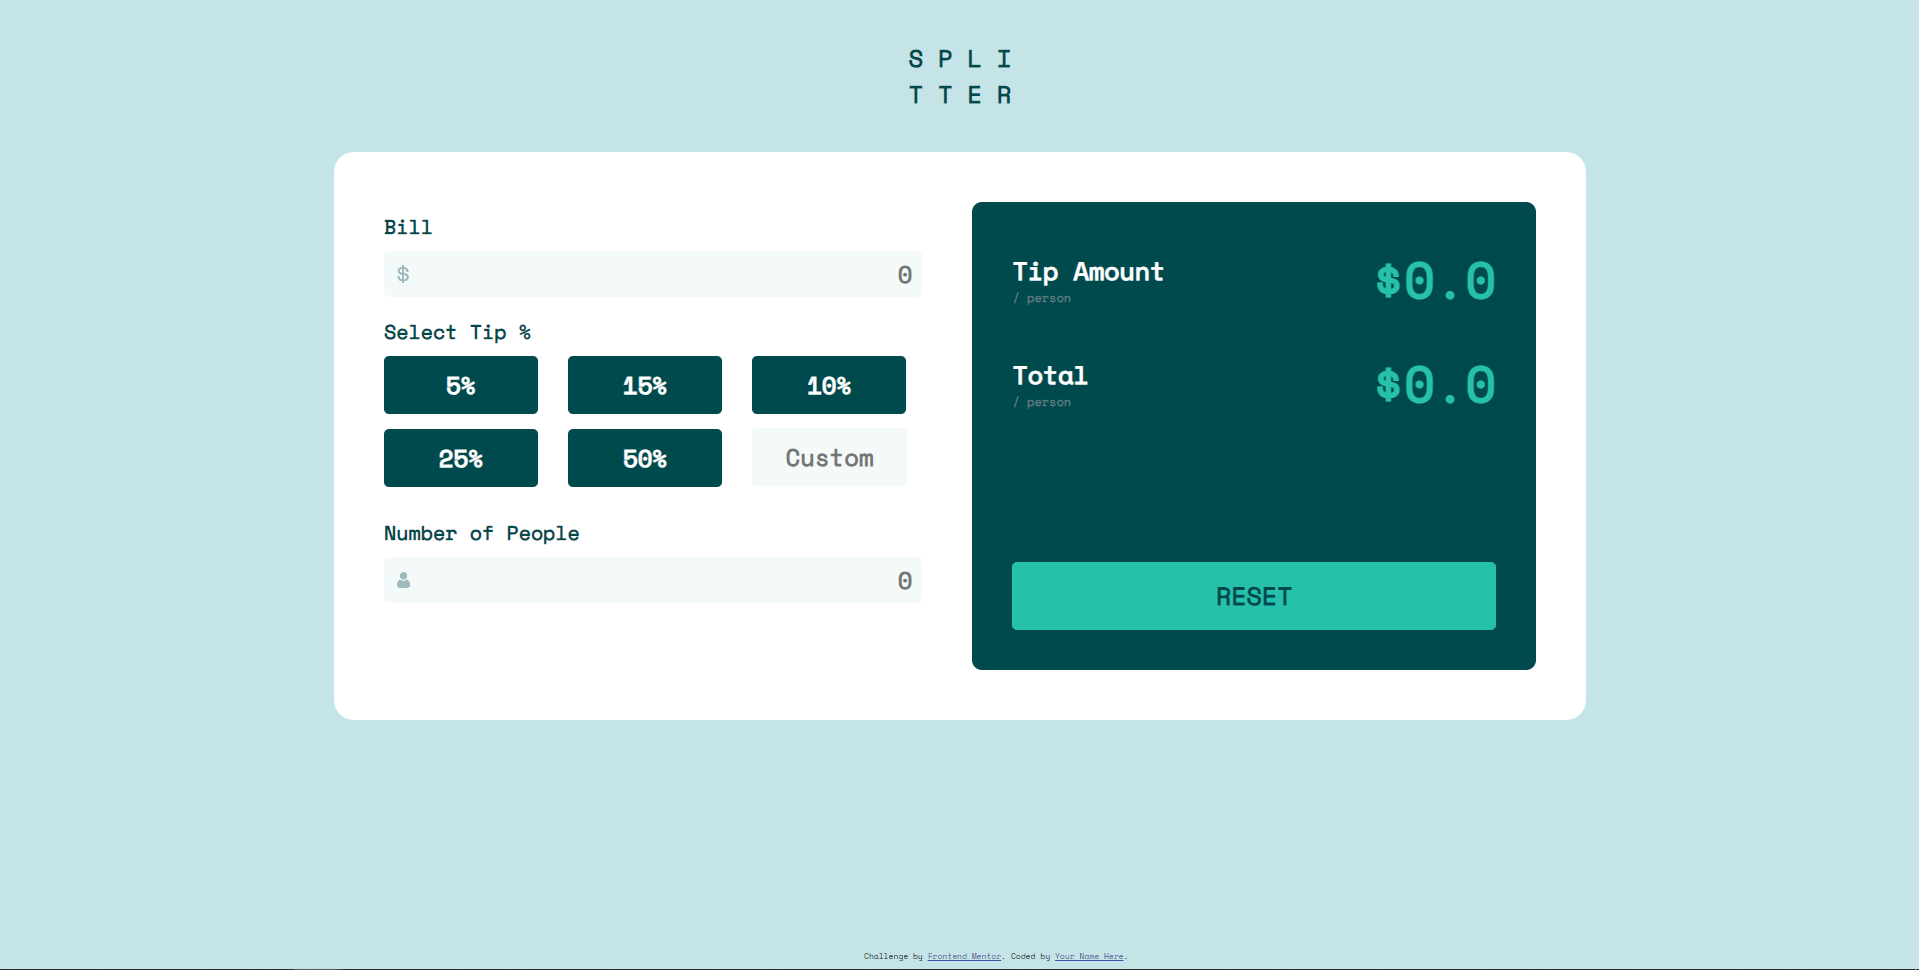 S P L I
T T E R
Bill
$ 0
Select Tip %
5% 15% 10%
25% 50% Custom
Number of People
0
Tip Amount
/ person
$0.0
Total
/ person
$0.0
RESET
Challenge by Frontend Mentor. Coded by Your Name Here.